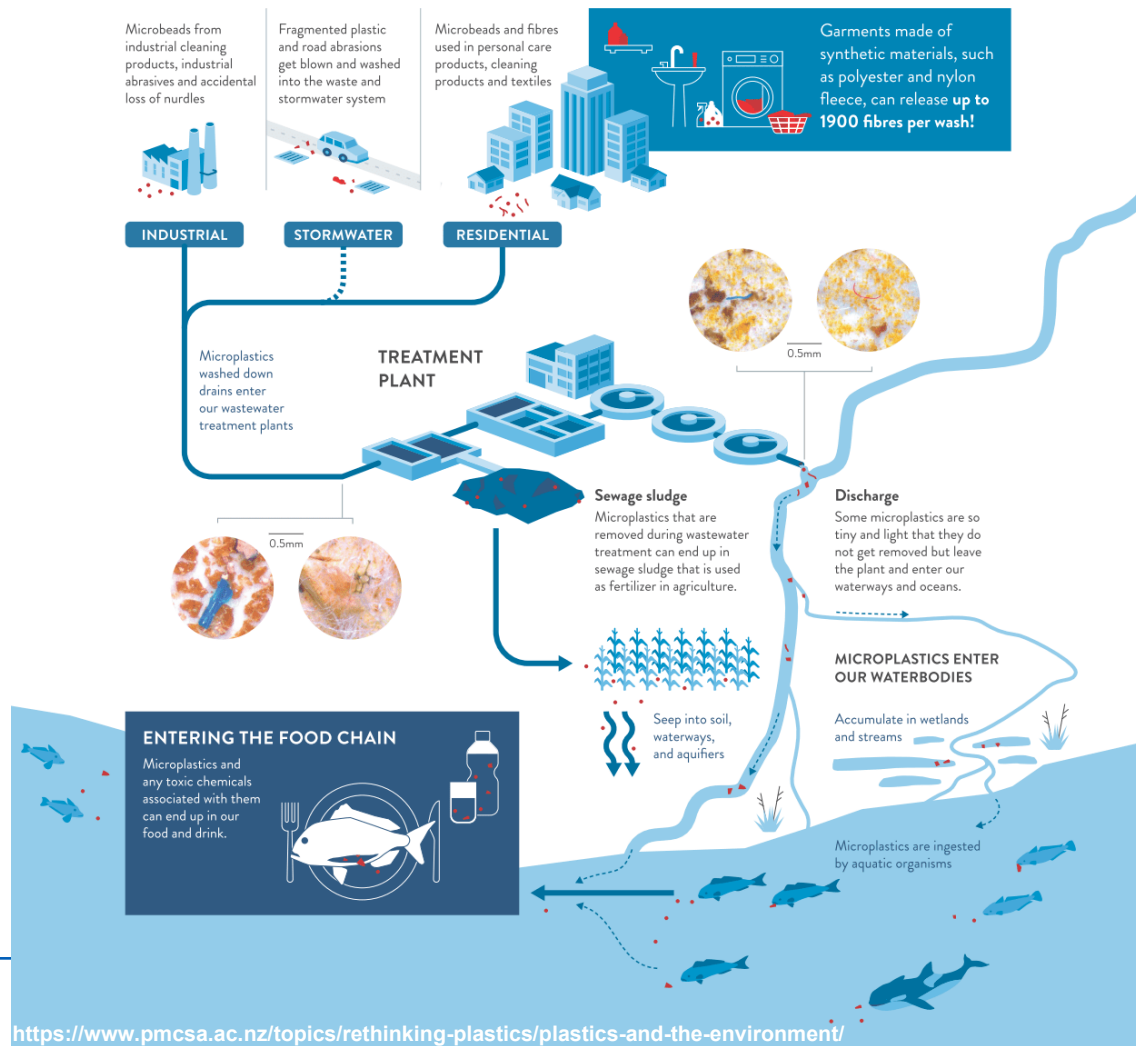 Microbeads from
industrial cleaning
products, industrial
abrasives and accidental
loss of nurdles
Fragmented plastic
and road abrasions
get blown and washed
into the waste and
stormwater system
Microbeads and fibres
used in personal care
products, cleaning
products and textiles
Garments made of
synthetic materials, such
as polyester and nylon
fleece, can release up to
1900 fibres per wash!
INDUSTRIAL
STORMWATER
RESIDENTIAL
0.5mm
Microplastics
washed down
drains enter
our wastewater
treatment plants
TREATMENT
PLANT
0.5mm
Sewage sludge
Microplastics that are
removed during wastewater
treatment can end up in
sewage sludge that is used
as fertilizer in agriculture.
Discharge
Some microplastics are so
tiny and light that they do
not get removed but leave
the plant and enter our
waterways and oceans.
MICROPLASTICS ENTER
OUR WATERBODIES
Seep into soil,
waterways,
and aquifiers
Accumulate in wetlands
and streams
ENTERING THE FOOD CHAIN
Microplastics and
any toxic chemicals
associated with them
can end up in our
food and drink.
Microplastics are ingested
by aquatic organisms
https://www.pmcsa.ac.nz/topics/rethinking-plastics/plastics-and-the-environment/